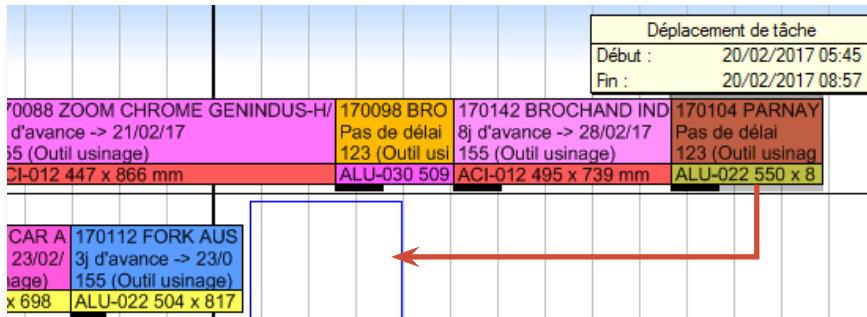 Déplacement de tâche
Début : 20/02/2017 05:45
Fin : 20/02/2017 08:57
70088 ZOOM CHROME GENINDUS-H/
d'avance -> 21/02/17
55 (Outil usinage)
ACI-012 447 x 866 mm
170098 BRO
Pas de délai
123 (Outil usi
ALU-030 509
170142 BROCHAND IND
8j d'avance -> 28/02/17
155 (Outil usinage)
ACI-012 495 x 739 mm
170104 PARNAY
Pas de délai
123 (Outil usinag
ALU-022 550 x 8
CAR A
23/02/
nage)
x 698
170112 FORK AUS
3j d'avance -> 23/0
155 (Outil usinage)
ALU-022 504 x 817